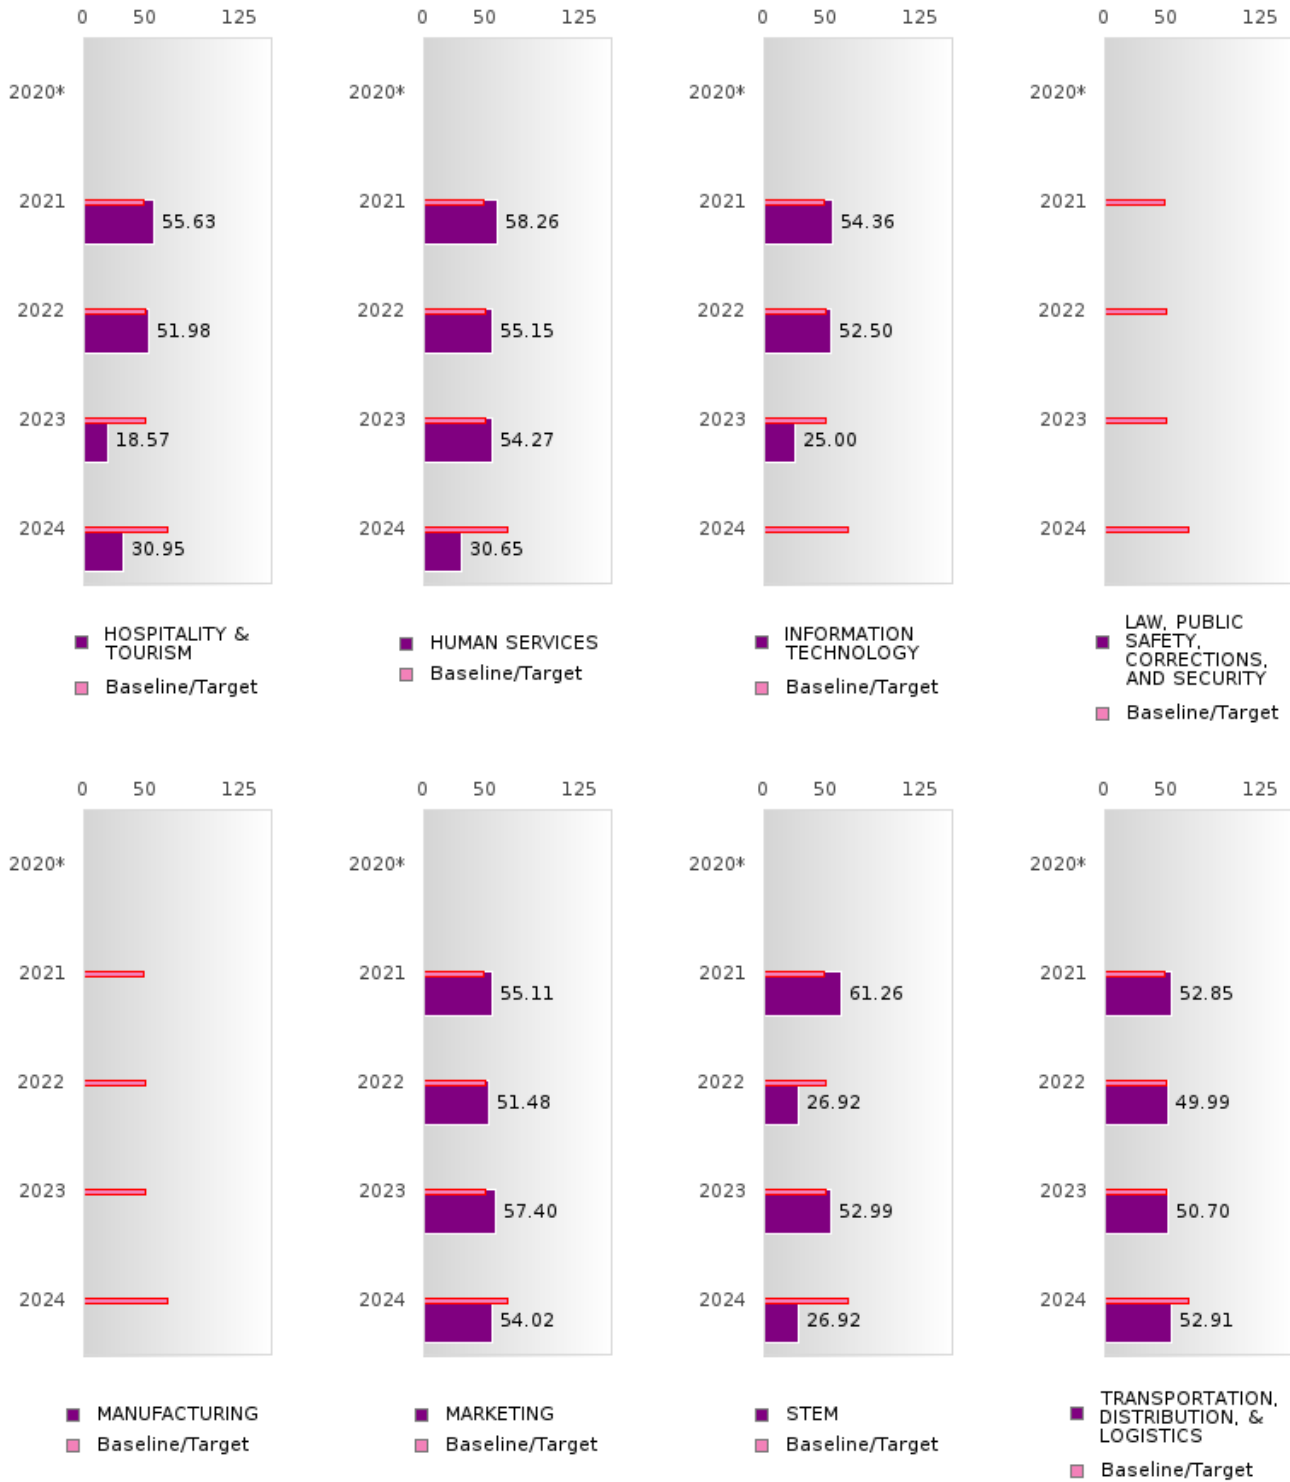 0 50 125
2020*
2021 55.63
2022 51.98
2023 18.57
2024 30.95
HOSPITALITY &
TOURISM
Baseline/Target
0 50 125
2020*
2021 58.26
2022 55.15
2023 54.27
2024 30.65
HUMAN SERVICES
Baseline/Target
0 50 125
2020*
2021 54.36
2022 52.50
2023 25.00
2024
INFORMATION
TECHNOLOGY
Baseline/Target
0 50 125
2020*
2021
2022
2023
2024
LAW, PUBLIC
SAFETY,
CORRECTIONS,
AND SECURITY
Baseline/Target
0 50 125
2020*
2021
2022
2023
2024
MANUFACTURING
Baseline/Target
0 50 125
2020*
2021 55.11
2022 51.48
2023 57.40
2024 54.02
MARKETING
Baseline/Target
0 50 125
2020*
2021 61.26
2022 26.92
2023 52.99
2024 26.92
STEM
Baseline/Target
0 50 125
2020*
2021 52.85
2022 49.99
2023 50.70
2024 52.91
TRANSPORTATION,
DISTRIBUTION, &
LOGISTICS
Baseline/Target